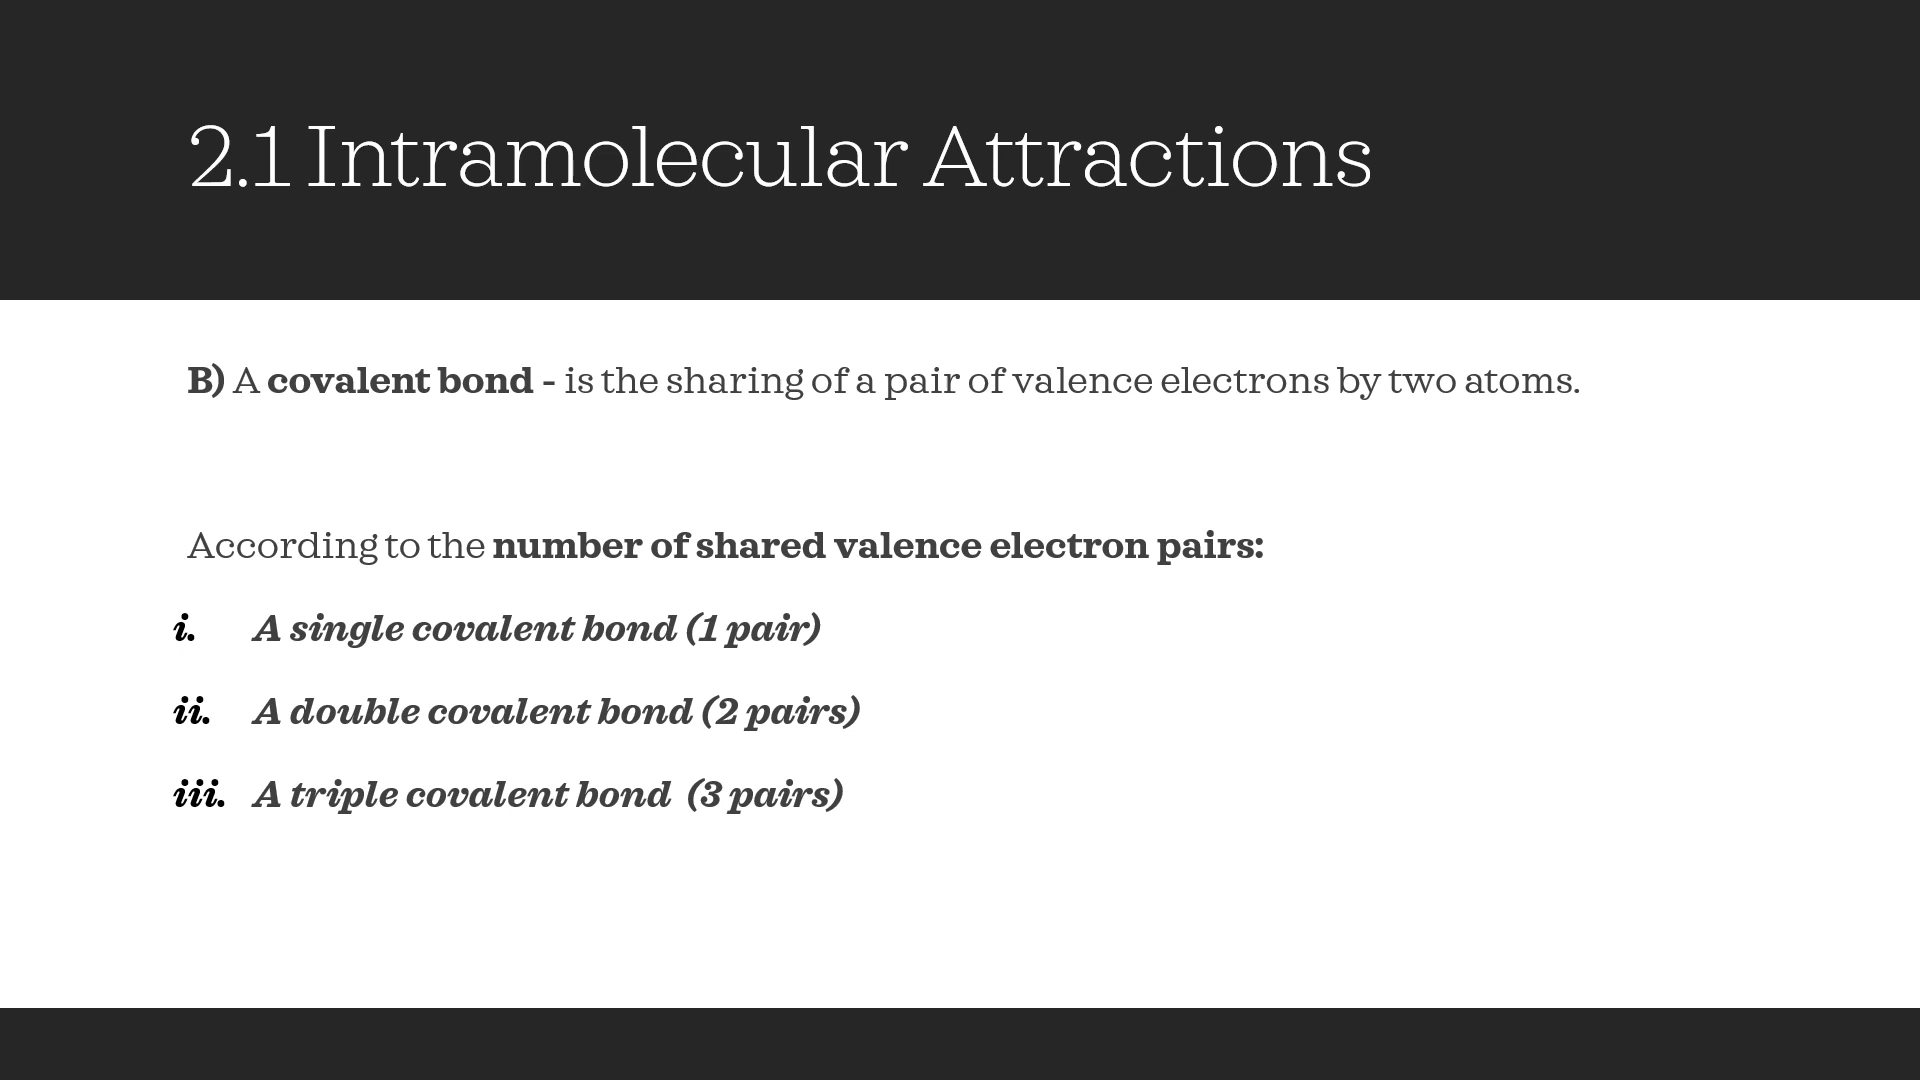 2.1 Intramolecular Attractions
B) A covalent bond - is the sharing of a pair of valence electrons by two atoms.
According to the number of shared valence electron pairs:
i. A single covalent bond (1 pair)
ii. A double covalent bond (2 pairs)
iii. A triple covalent bond (3 pairs)